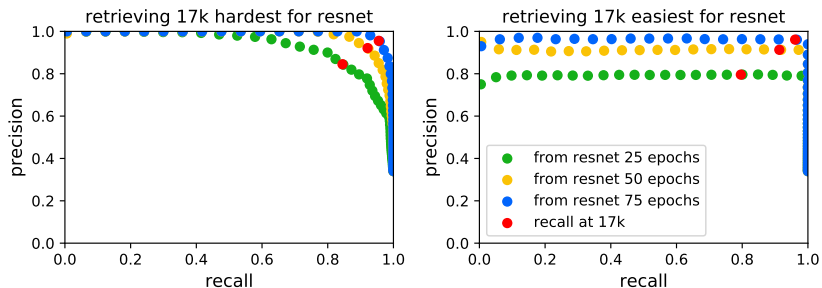 retrieving 17k hardest for resnet
1.0
0.8
0.6
0.4
0.2
0.0
precision
0.0 0.2 0.4 0.6 0.8 1.0
recall
retrieving 17k easiest for resnet
1.0
0.8
0.6
0.4
0.2
0.0
precision
from resnet 25 epochs
from resnet 50 epochs
from resnet 75 epochs
recall at 17k
0.0 0.2 0.4 0.6 0.8 1.0
recall